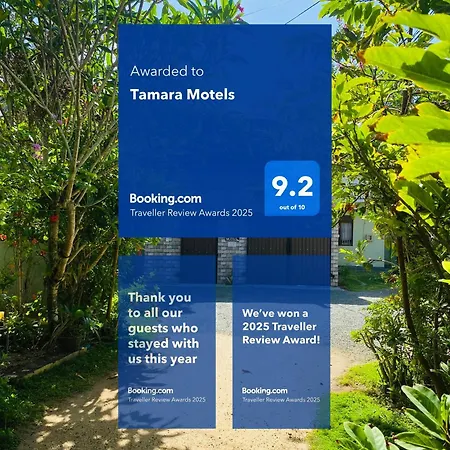 Awarded to
Tamara Motels
Booking.com
Traveller Review Awards 2025
9.2
out of 10
Thank you
to all our
guests who
stayed with
us this year
Booking.com
Traveller Review Awards 2025
We've won a
2025 Traveller
Review Award!
Booking.com
Traveller Review Awards 2025